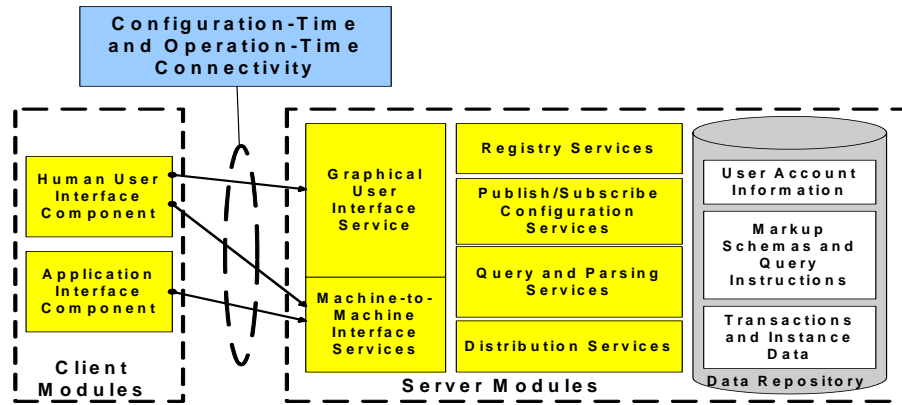 Configuration-Time
and Operation-Time
Connectivity
Human User
Interface
Component
Application
Interface
Component
Client
Modules
Graphical
User
Interface
Service
Machine-to-
Machine
Interface
Services
Registry Services
Publish/Subscribe
Configuration
Services
Query and Parsing
Services
Distribution Services
Server Modules
User Account
Information
Markup
Schemas and
Query
Instructions
Transactions
and Instance
Data
Data Repository